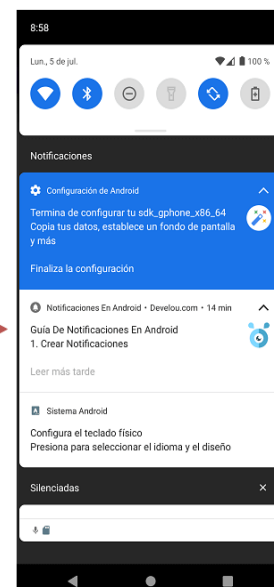 8:58
Lun., 5 de jul.
100 %
Notificaciones
Configuración de Android
Termina de configurar tu sdk_gphone_x86_64
Copia tus datos, establece un fondo de pantalla
y más
Finaliza la configuración
Notificaciones En Android • Develou.com • 14 min
Guía De Notificaciones En Android
1. Crear Notificaciones
Leer más tarde
Sistema Android
Configura el teclado físico
Presiona para seleccionar el idioma y el diseño
Silenciadas